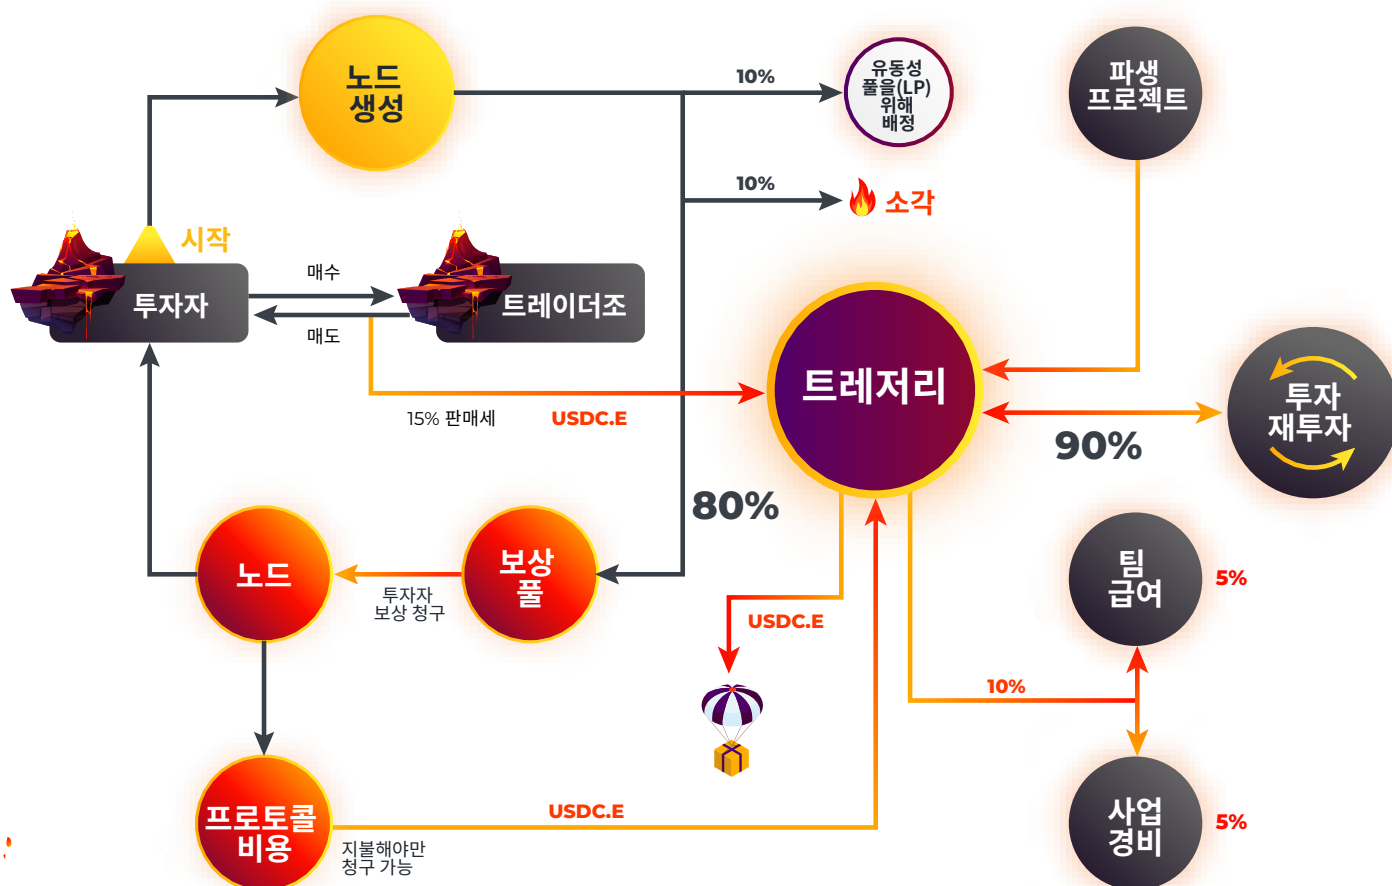 노드
생성
10%
유동성
풀을(LP)
위해
배정
파생
프로젝트
10%
소각
시작
투자자
매수
매도
트레이더조
15% 판매세
USDC.E
트레저리
90%
투자
재투자
80%
노드
투자자
보상 청구
보상
풀
USDC.E
팀
급여
5%
10%
프로토콜
비용
지불해야만
청구 가능
USDC.E
사업
경비
5%